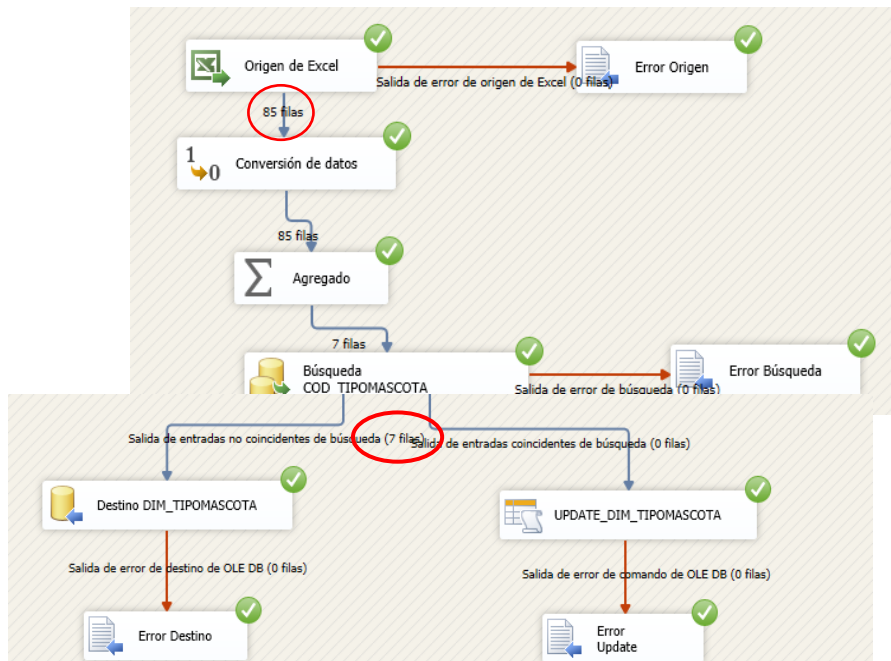 Origen de Excel
Error Origen
Salida de error de origen de Excel (0 filas)
85 filas
1
0
Conversión de datos
85 filas
Σ
Agregado
7 filas
Búsqueda
COD_TIPOMASCOTA
Error Búsqueda
Salida de error de búsqueda (0 filas)
Salida de entradas no coincidentes de búsqueda (7 filas)
Salida de entradas coincidentes de búsqueda (0 filas)
Destino DIM_TIPOMASCOTA
UPDATE_DIM_TIPOMASCOTA
Salida de error de destino de OLE DB (0 filas)
Salida de error de comando de OLE DB (0 filas)
Error Destino
Error
Update